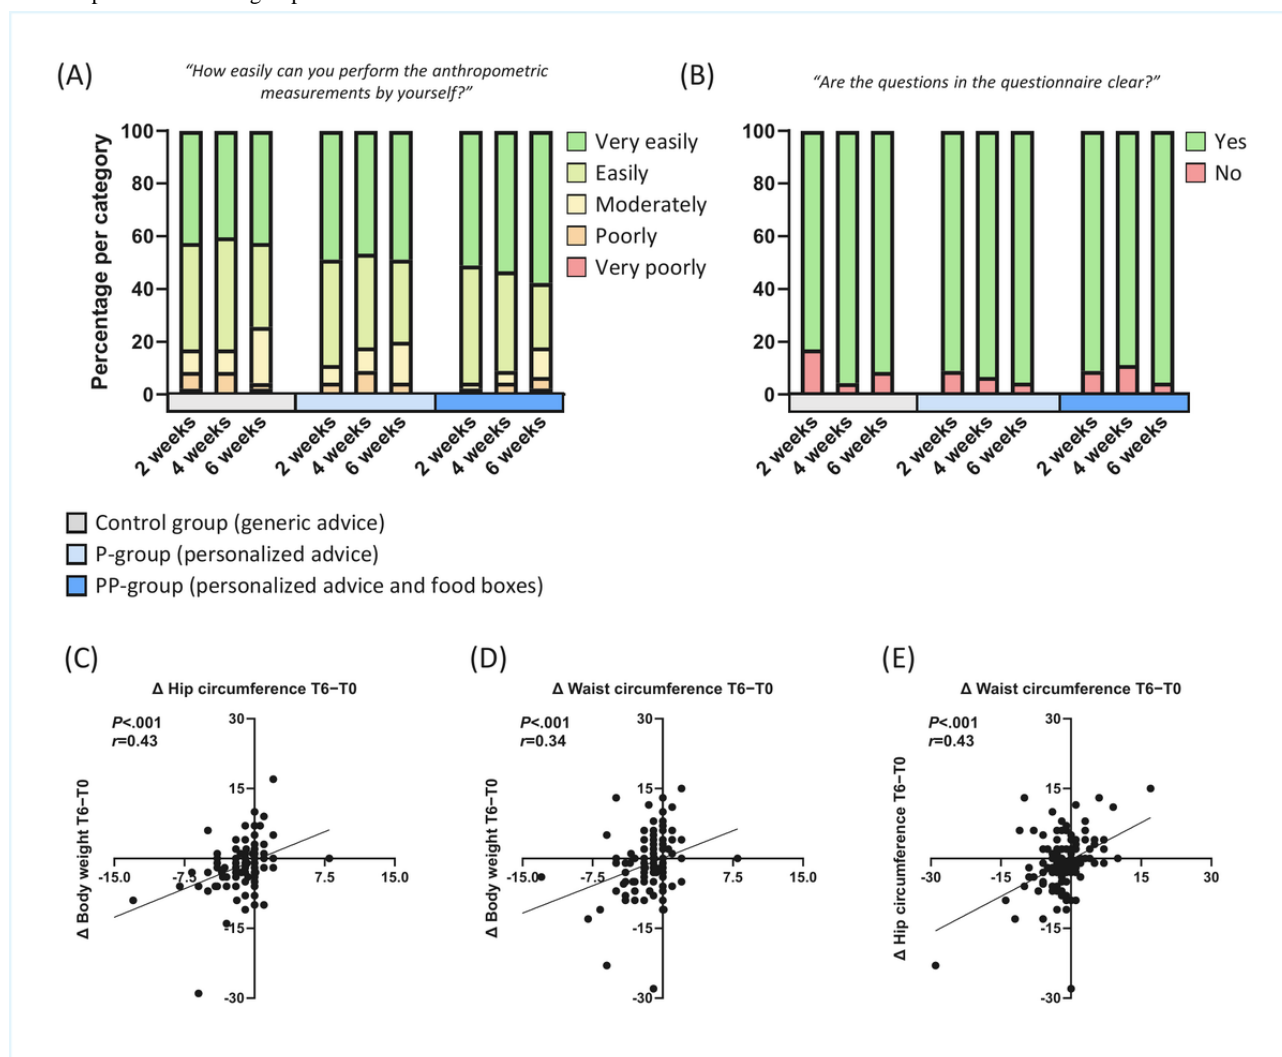 (A)
“How easily can you perform the anthropometric
measurements by yourself?”
Percentage per category
100
80
60
40
20
0
2 weeks
4 weeks
6 weeks
2 weeks
4 weeks
6 weeks
2 weeks
4 weeks
6 weeks
Very easily
Easily
Moderately
Poorly
Very poorly
(B)
“Are the questions in the questionnaire clear?”
100
80
60
40
20
0
2 weeks
4 weeks
6 weeks
2 weeks
4 weeks
6 weeks
2 weeks
4 weeks
6 weeks
Yes
No
Control group (generic advice)
P-group (personalized advice)
PP-group (personalized advice and food boxes)
(C)
Δ Hip circumference T6−T0
P<.001
r=0.43
Δ Body weight T6−T0
30
15
-15.0
-7.5
7.5
15.0
-15
-30
(D)
Δ Waist circumference T6−T0
P<.001
r=0.34
Δ Body weight T6−T0
30
15
-15.0
-7.5
7.5
15.0
-15
-30
(E)
Δ Waist circumference T6−T0
P<.001
r=0.43
Δ Hip circumference T6−T0
30
15
-30
-15
15
30
-15
-30